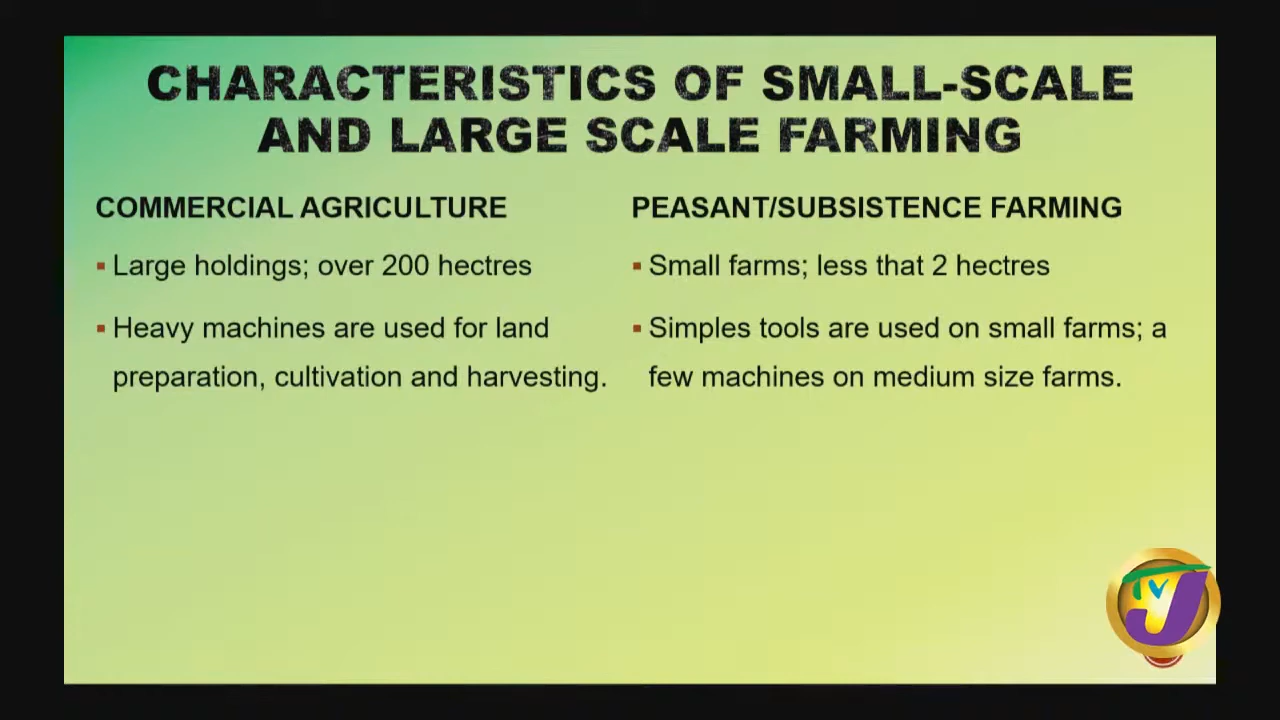 CHARACTERISTICS OF SMALL-SCALE
AND LARGE SCALE FARMING
COMMERCIAL AGRICULTURE
▪ Large holdings; over 200 hectres
▪ Heavy machines are used for land
preparation, cultivation and harvesting.
PEASANT/SUBSISTENCE FARMING
▪ Small farms; less that 2 hectres
▪ Simples tools are used on small farms; a
few machines on medium size farms.
TVJ